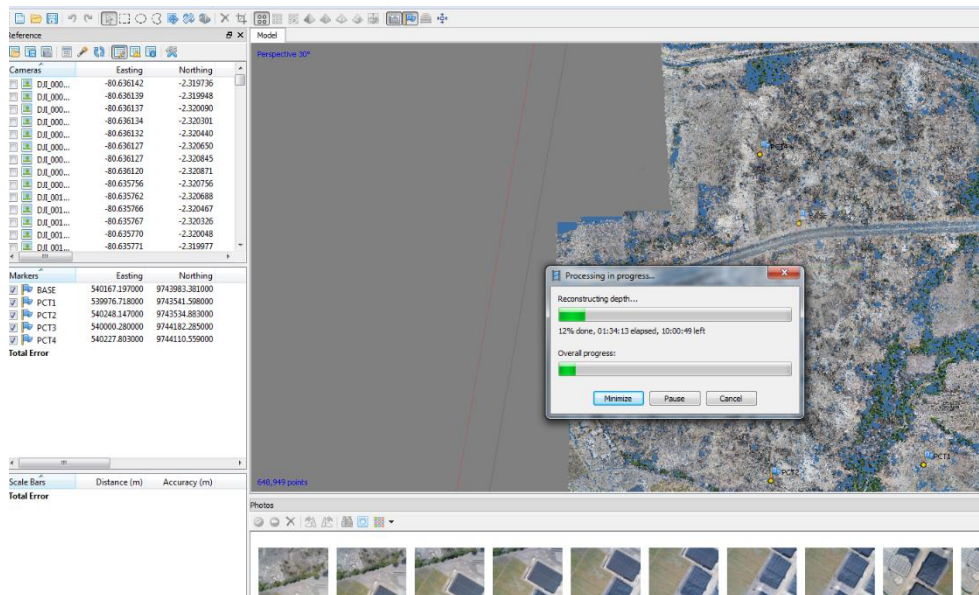 Reference
Model
Perspective 30°
Cameras Easting Northing
DJI_000... -80.636142 -2.319736
DJI_000... -80.636139 -2.319948
DJI_000... -80.636137 -2.320090
DJI_000... -80.636134 -2.320301
DJI_000... -80.636132 -2.320440
DJI_000... -80.636127 -2.320650
DJI_000... -80.636127 -2.320845
DJI_000... -80.636120 -2.320871
DJI_000... -80.635756 -2.320756
DJI_001... -80.635762 -2.320688
DJI_001... -80.635766 -2.320467
DJI_001... -80.635767 -2.320326
DJI_001... -80.635770 -2.320048
DJI_001... -80.635771 -2.319977
Markers Easting Northing
BASE 540167.197000 9743983.381000
PCT1 539976.718000 9743541.598000
PCT2 540248.147000 9743534.883000
PCT3 540000.280000 9744182.285000
PCT4 540227.803000 9744110.559000
Total Error
Scale Bars Distance (m) Accuracy (m)
Total Error
Processing in progress...
Reconstructing depth...
12% done, 01:34:13 elapsed, 10:00:49 left
Overall progress:
Minimize Pause Cancel
PCT1
PCT2
648,949 points
Photos